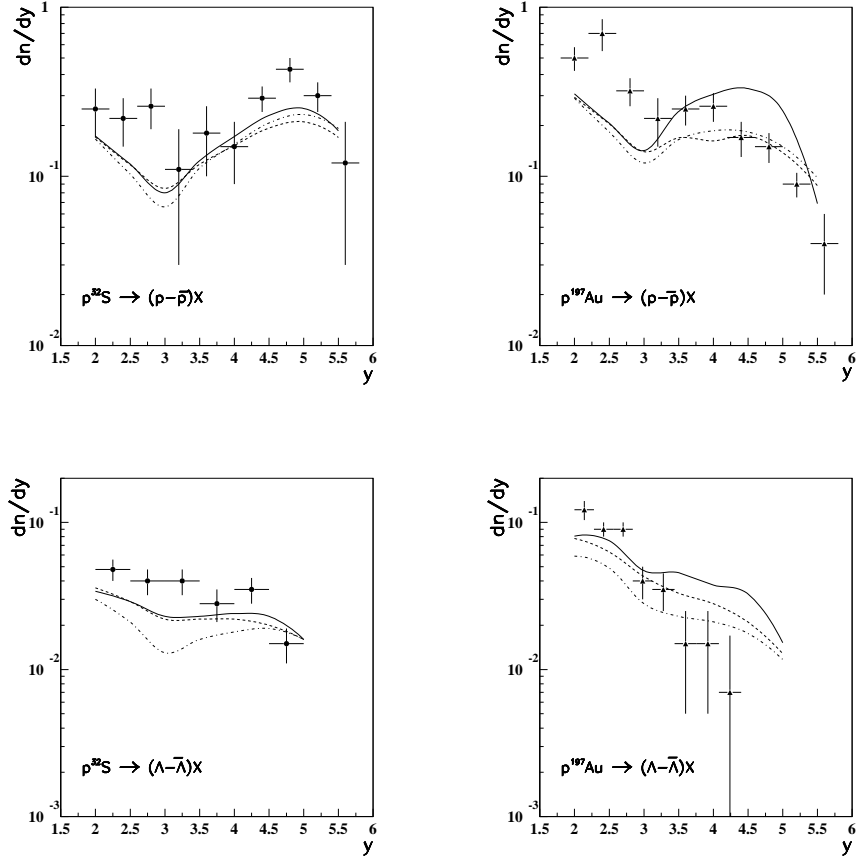 dn/dy
1
10⁻¹
10⁻²
p³²S → (p−p̅)X
1.5 2 2.5 3 3.5 4 4.5 5 5.5 6
y
dn/dy
1
10⁻¹
10⁻²
p¹⁹⁷Au → (p−p̅)X
1.5 2 2.5 3 3.5 4 4.5 5 5.5 6
y
dn/dy
10⁻¹
10⁻²
10⁻³
p³²S → (Λ−Λ̅)X
1.5 2 2.5 3 3.5 4 4.5 5 5.5 6
y
dn/dy
10⁻¹
10⁻²
10⁻³
p¹⁹⁷Au → (Λ−Λ̅)X
1.5 2 2.5 3 3.5 4 4.5 5 5.5 6
y